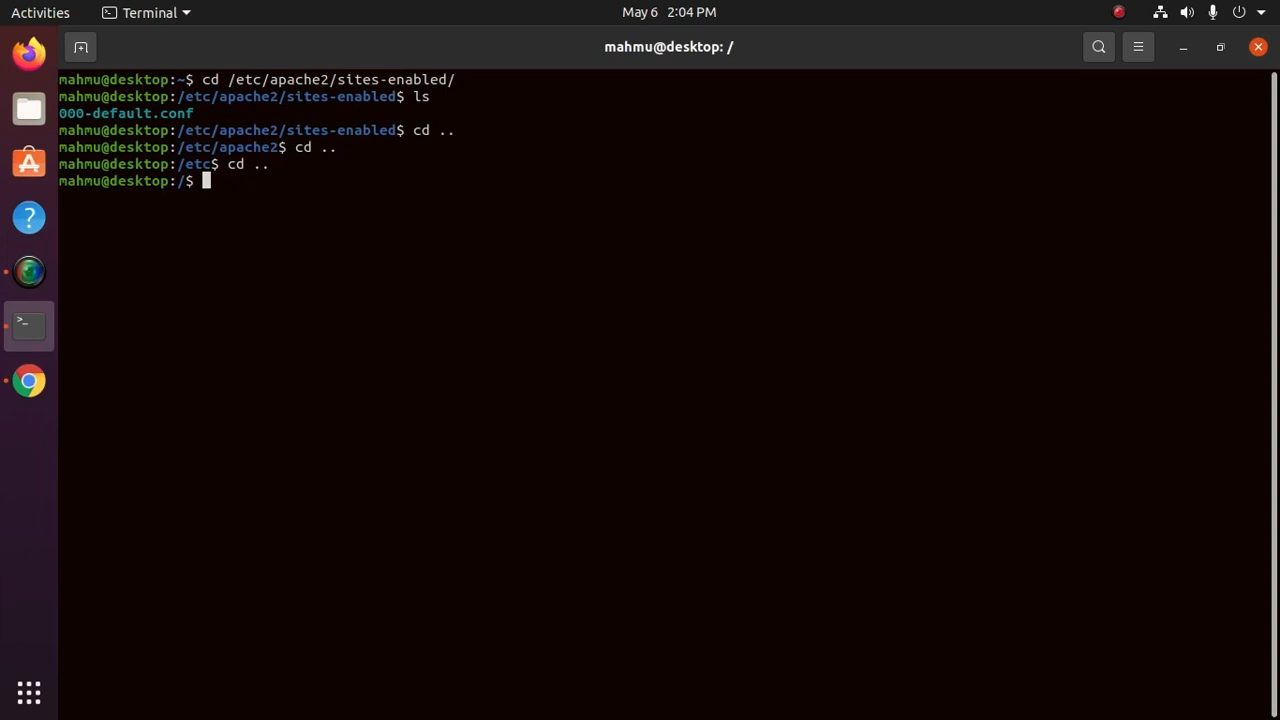 Activities Terminal May 6 2:04 PM
mahmu@desktop: /
mahmu@desktop:~$ cd /etc/apache2/sites-enabled/
mahmu@desktop:/etc/apache2/sites-enabled$ ls
000-default.conf
mahmu@desktop:/etc/apache2/sites-enabled$ cd ..
mahmu@desktop:/etc/apache2$ cd ..
mahmu@desktop:/etc$ cd ..
mahmu@desktop:/$